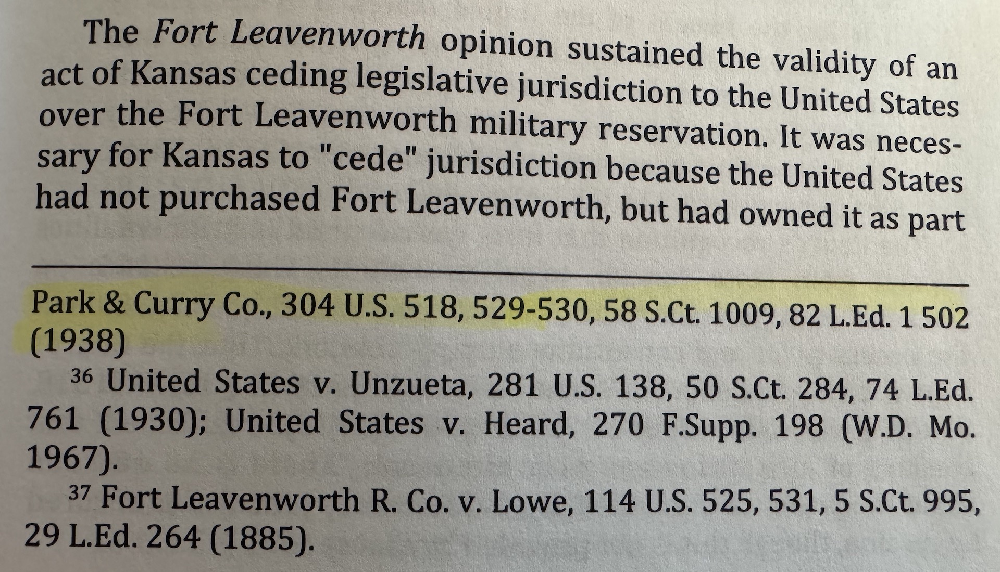 The Fort Leavenworth opinion sustained the validity of an
act of Kansas ceding legislative jurisdiction to the United States
over the Fort Leavenworth military reservation. It was neces-
sary for Kansas to "cede" jurisdiction because the United States
had not purchased Fort Leavenworth, but had owned it as part
Park & Curry Co., 304 U.S. 518, 529-530, 58 S.Ct. 1009, 82 L.Ed. 1 502
(1938)
36 United States v. Unzueta, 281 U.S. 138, 50 S.Ct. 284, 74 L.Ed.
761 (1930); United States v. Heard, 270 F.Supp. 198 (W.D. Mo.
1967).
37 Fort Leavenworth R. Co. v. Lowe, 114 U.S. 525, 531, 5 S.Ct. 995,
29 L.Ed. 264 (1885).